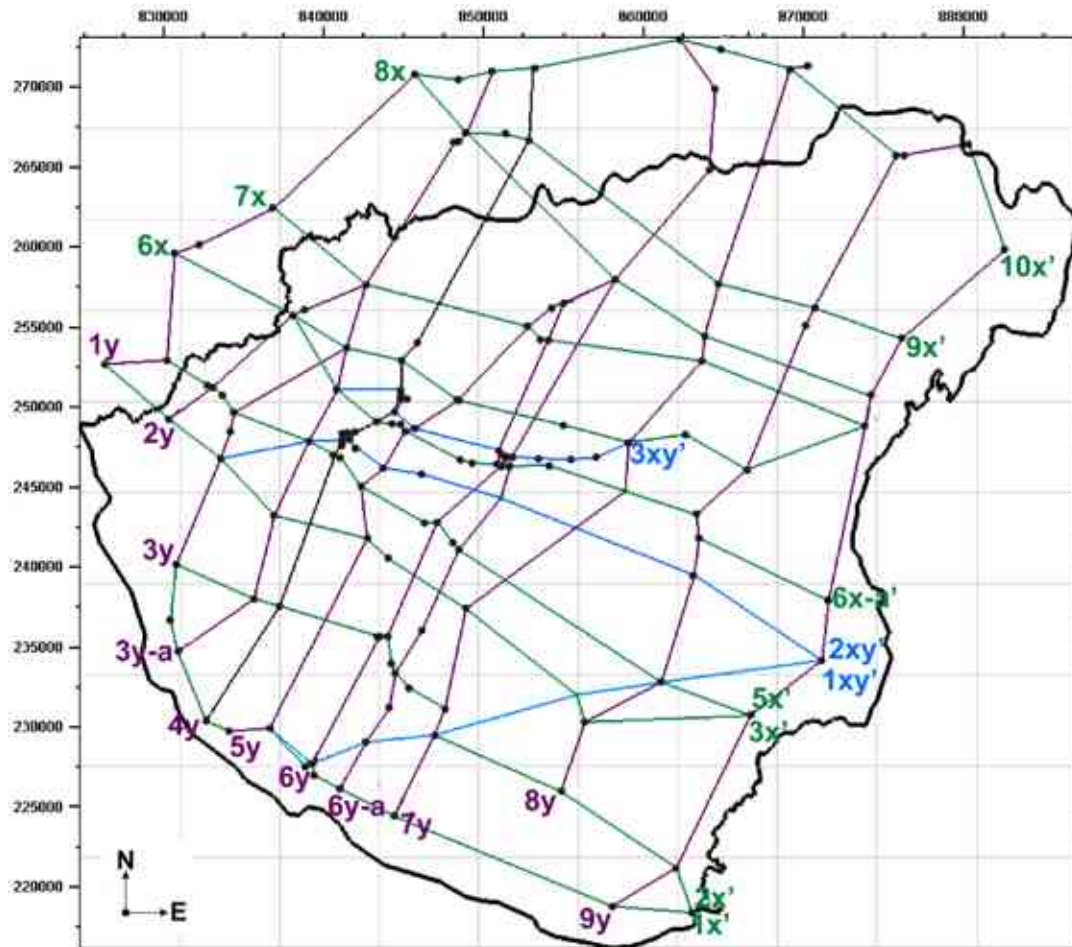 830000 840000 850000 860000 870000 880000
270000
8x
265000
7x
260000
6x
10x’
255000
1y
9x’
250000
2y
3xy’
245000
3y
240000
6x-a’
235000
3y-a
2xy’
1xy’
5x’
230000
4y
5y
3x’
6y
225000
6y-a
7y
8y
220000
9y
2x’
1x’
N
E